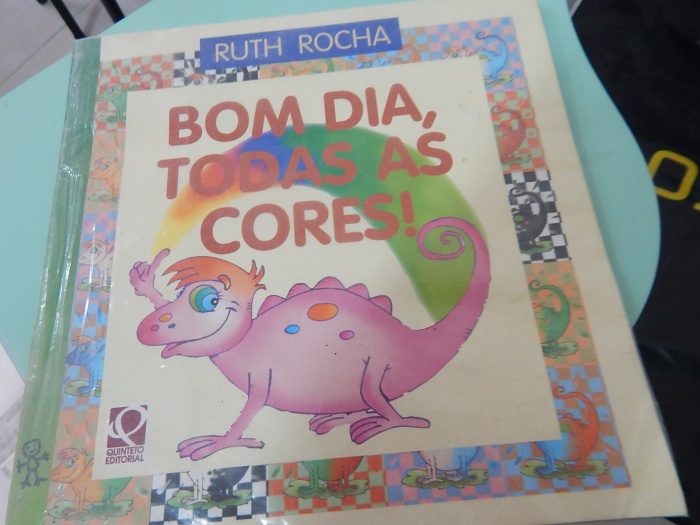 RUTH ROCHA
BOM DIA,
TODAS AS
CORES!
QUINTETO
EDITORIAL